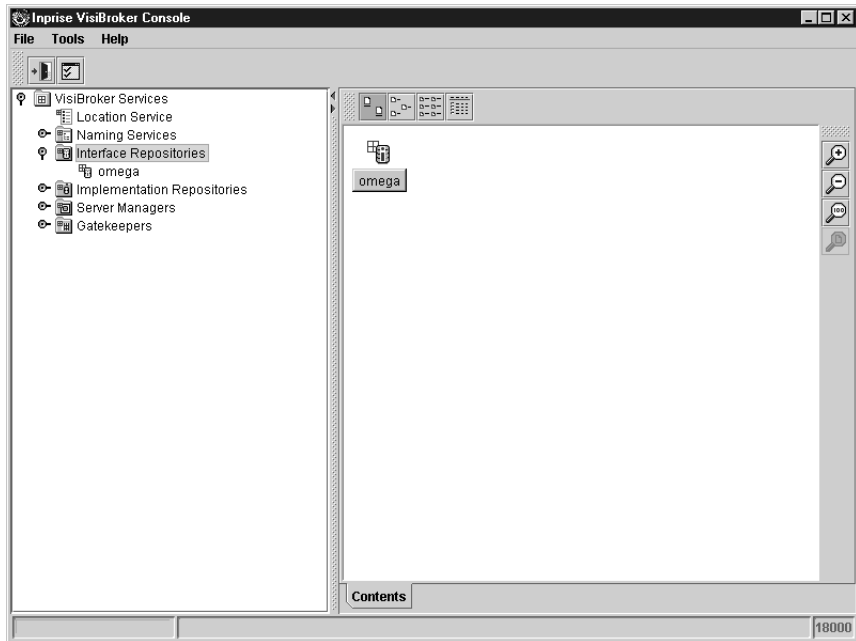 Inprise VisiBroker Console
File Tools Help
VisiBroker Services
Location Service
Naming Services
Interface Repositories
omega
Implementation Repositories
Server Managers
Gatekeepers
omega
100
Contents
18000